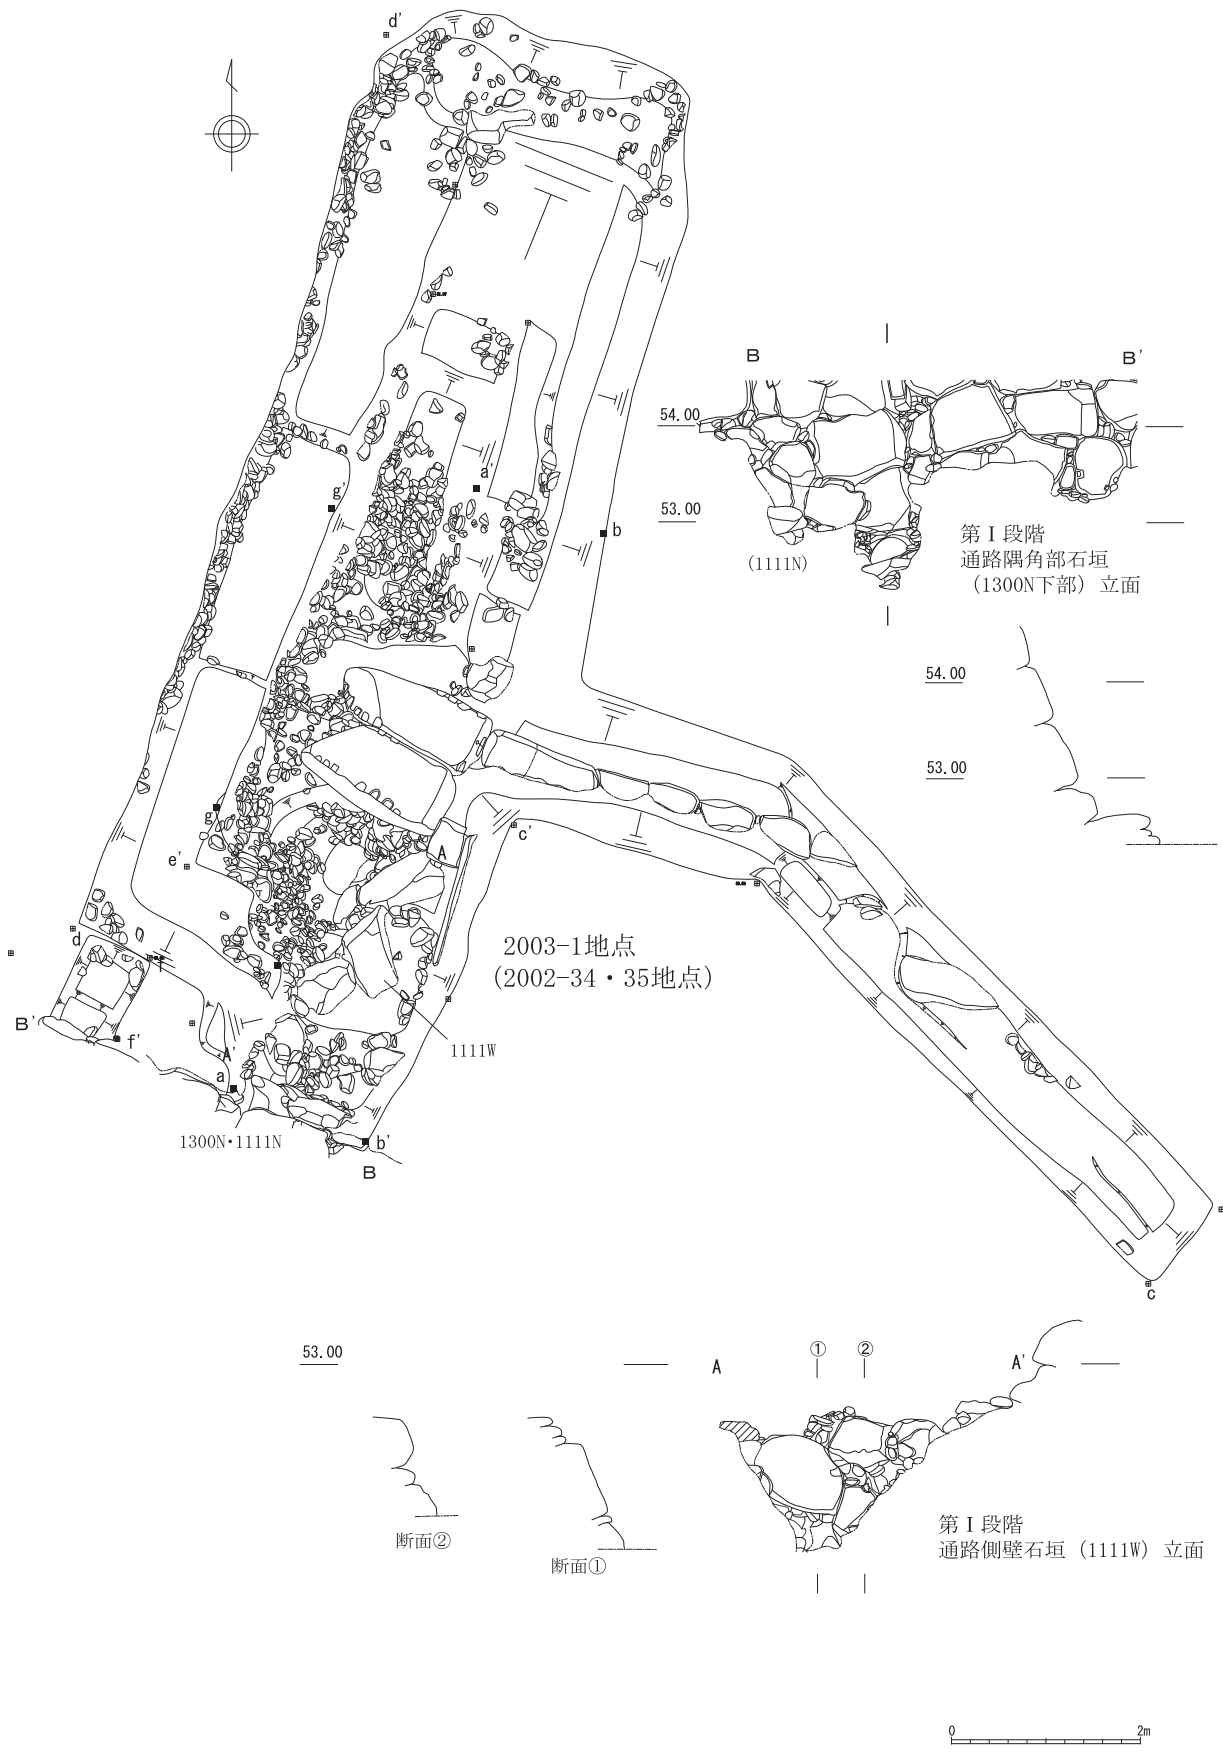 d'
B
B'
54.00
53.00
(1111N)
第Ⅰ段階
通路隅角部石垣
(1300N下部) 立面
a'
g'
b
54.00
53.00
g
e'
A
c'
d
f
2003-1地点
(2002-34・35地点)
B'
f'
A'
a
1111W
1300N・1111N
b'
B
c
53.00
A
①
②
A'
断面②
断面①
第Ⅰ段階
通路側壁石垣 (1111W) 立面
0
2m